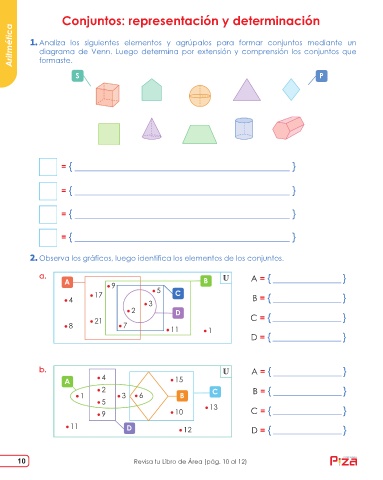 Aritmética
Conjuntos: representación y determinación
1. Analiza los siguientes elementos y agrúpalos para formar conjuntos mediante un
diagrama de Venn. Luego determina por extensión y comprensión los conjuntos que
formaste.
S P
= { }
= { }
= { }
= { }
2. Observa los gráficos, luego identifica los elementos de los conjuntos.
a.
A B U
9
5 C
17
4
3
2 D
21
8 7
11 1
A = { }
B = { }
C = { }
D = { }
b.
U
4 15
A
2 C
1 3 6 B
5
13
9 10
11 D 12
A = { }
B = { }
C = { }
D = { }
10
Revisa tu Libro de Área (pág. 10 al 12)